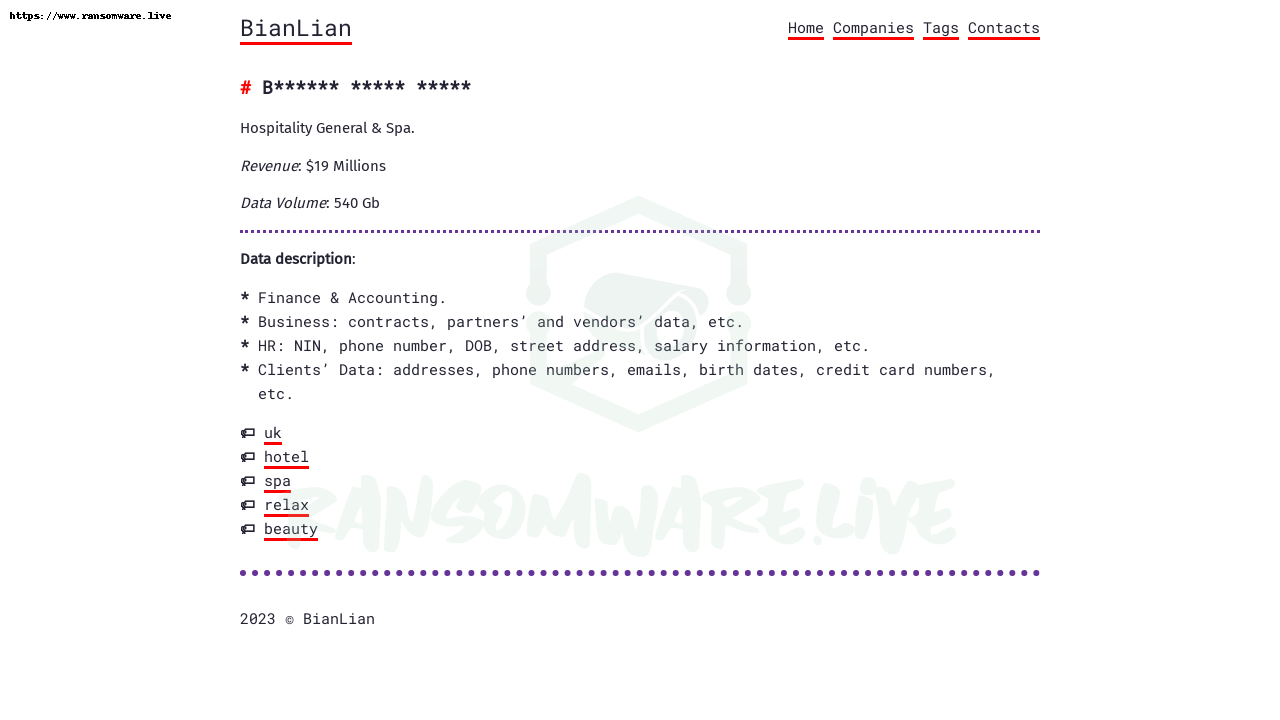 https://www.ransomware.live
BianLian
Home Companies Tags Contacts
# B****** ***** *****
Hospitality General & Spa.
Revenue: $19 Millions
Data Volume: 540 Gb
Data description:
* Finance & Accounting.
* Business: contracts, partners’ and vendors’ data, etc.
* HR: NIN, phone number, DOB, street address, salary information, etc.
* Clients’ Data: addresses, phone numbers, emails, birth dates, credit card numbers,
etc.
uk
hotel
spa
relax
beauty
RANSOMWARE.LIVE
2023 © BianLian